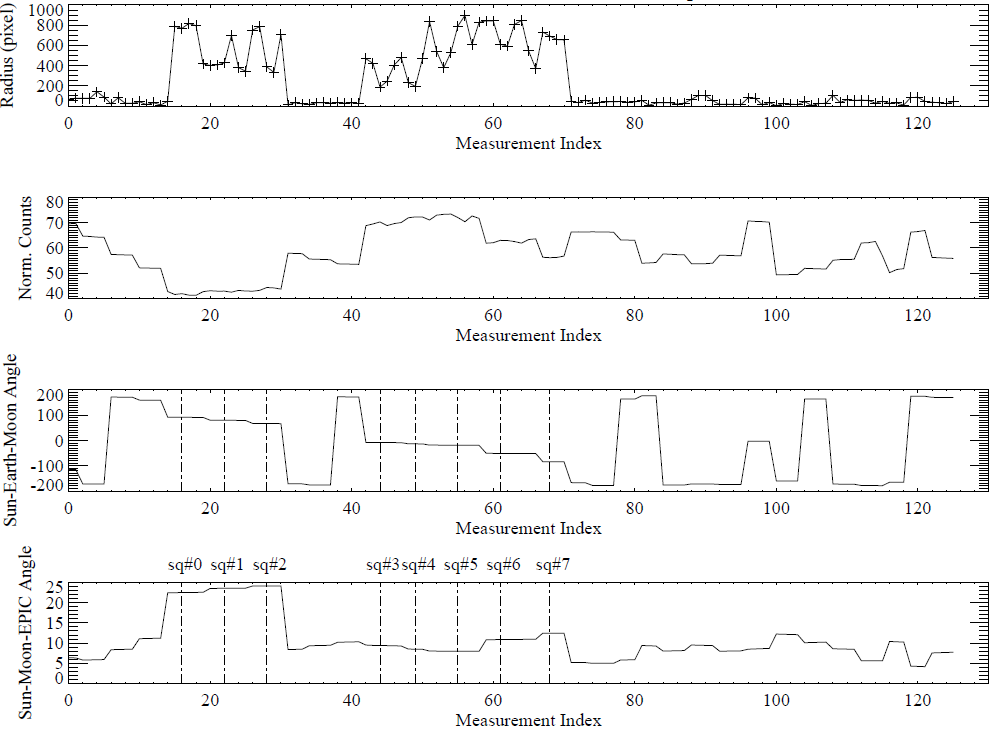 Radius (pixel)
1000
800
600
400
200
0
0 20 40 60 80 100 120
Measurement Index
Norm. Counts
80
70
60
50
40
0 20 40 60 80 100 120
Measurement Index
Sun-Earth-Moon Angle
200
100
0
-100
-200
0 20 40 60 80 100 120
Measurement Index
sq#0 sq#1 sq#2 sq#3 sq#4 sq#5 sq#6 sq#7
Sun-Moon-EPIC Angle
25
20
15
10
5
0
0 20 40 60 80 100 120
Measurement Index